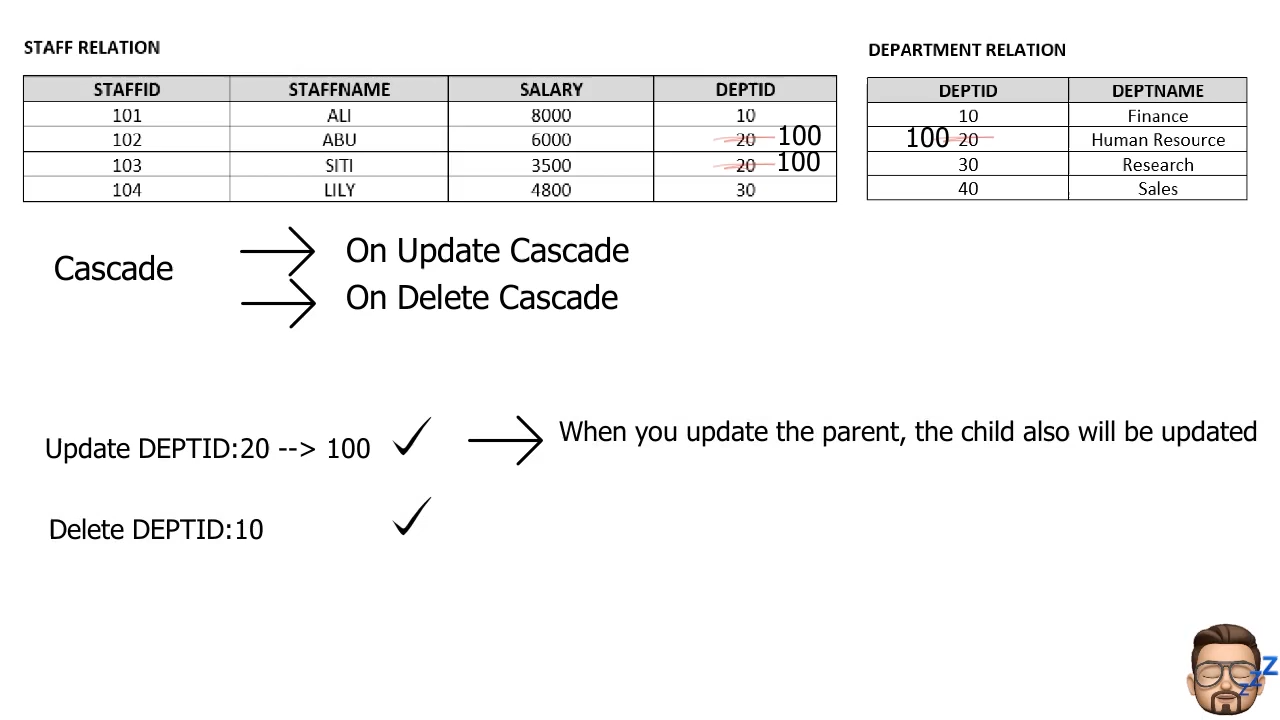 STAFF RELATION
DEPARTMENT RELATION
STAFFID STAFFNAME SALARY DEPTID
101 ALI 8000 10
102 ABU 6000 20 100
103 SITI 3500 20 100
104 LILY 4800 30
DEPTID DEPTNAME
10 Finance
100 20 Human Resource
30 Research
40 Sales
Cascade
On Update Cascade
On Delete Cascade
Update DEPTID:20 --> 100
When you update the parent, the child also will be updated
Delete DEPTID:10
z z Z